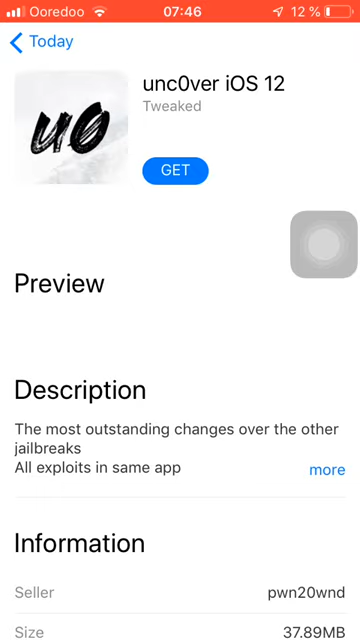 Ooredoo 07:46 12 %
Today
unc0ver iOS 12
Tweaked
u0
GET
Preview
Description
The most outstanding changes over the other
jailbreaks
All exploits in same app more
Information
Seller pwn20wnd
Size 37.89MB